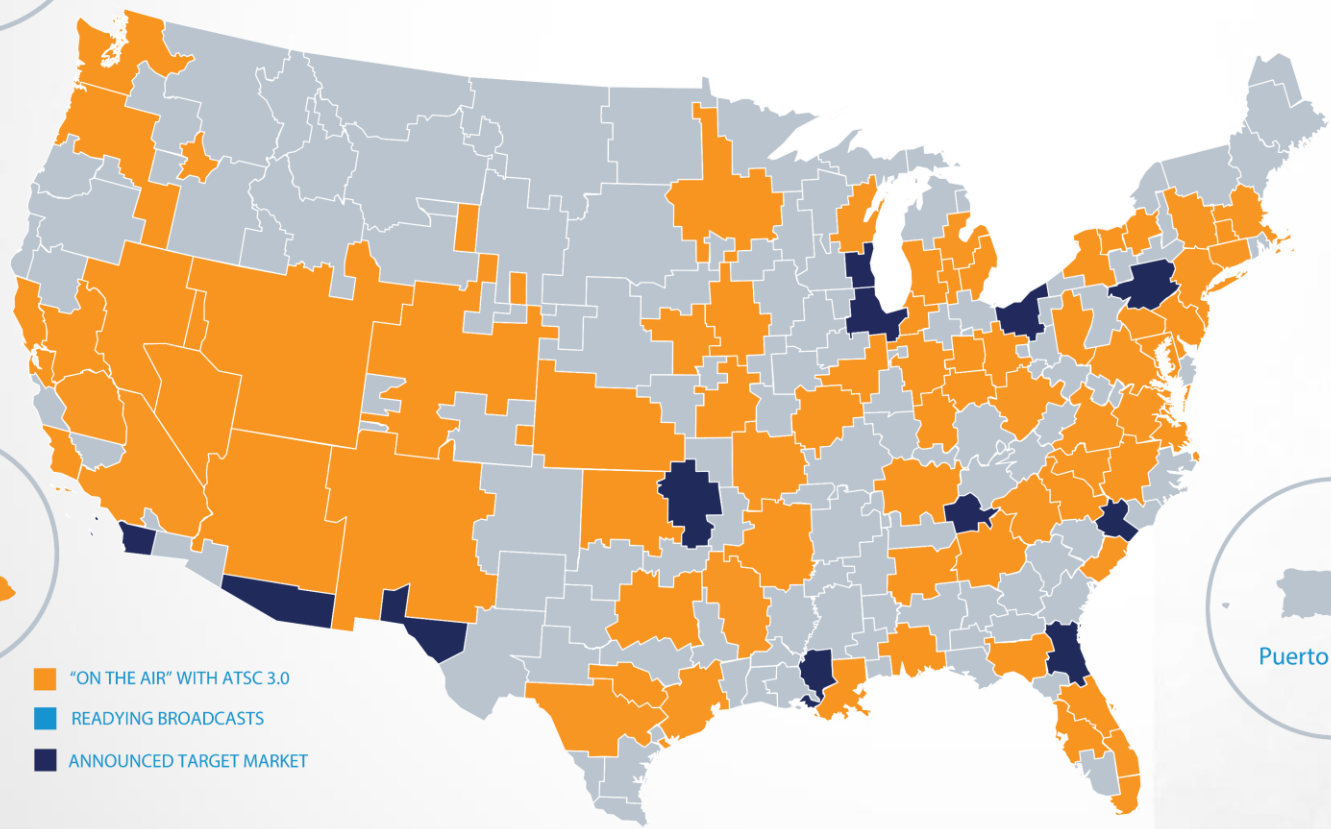 "ON THE AIR" WITH ATSC 3.0
READYING BROADCASTS
ANNOUNCED TARGET MARKET
Puerto